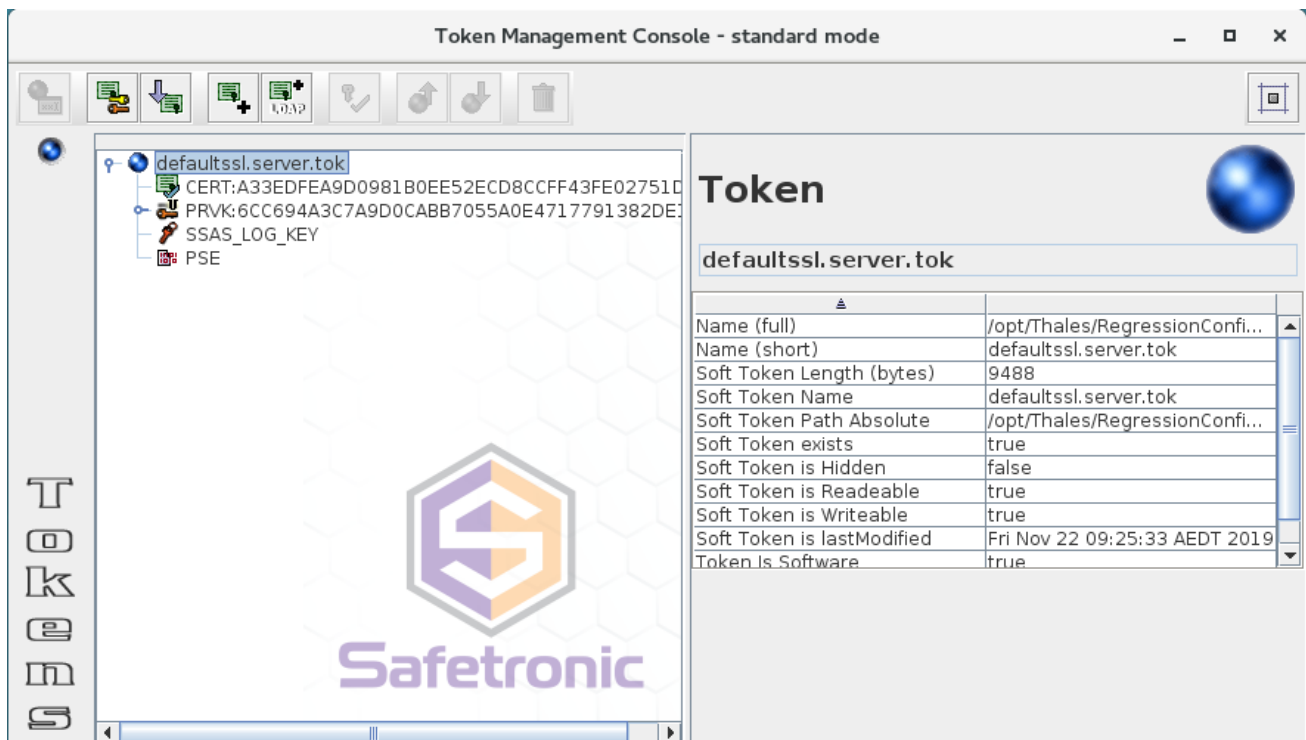 Token Management Console - standard mode
LDAP
defaultssl.server.tok
CERT:A33EDFEA9D0981B0EE52ECD8CCFF43FE02751D
PRVK:6CC694A3C7A9D0CABB7055A0E4717791382DE
SSAS_LOG_KEY
PSE
Safetronic
Tokens
Token
defaultssl.server.tok
Name (full) /opt/Thales/RegressionConfi...
Name (short) defaultssl.server.tok
Soft Token Length (bytes) 9488
Soft Token Name defaultssl.server.tok
Soft Token Path Absolute /opt/Thales/RegressionConfi...
Soft Token exists true
Soft Token is Hidden false
Soft Token is Readeable true
Soft Token is Writeable true
Soft Token is lastModified Fri Nov 22 09:25:33 AEDT 2019
Token Is Software true